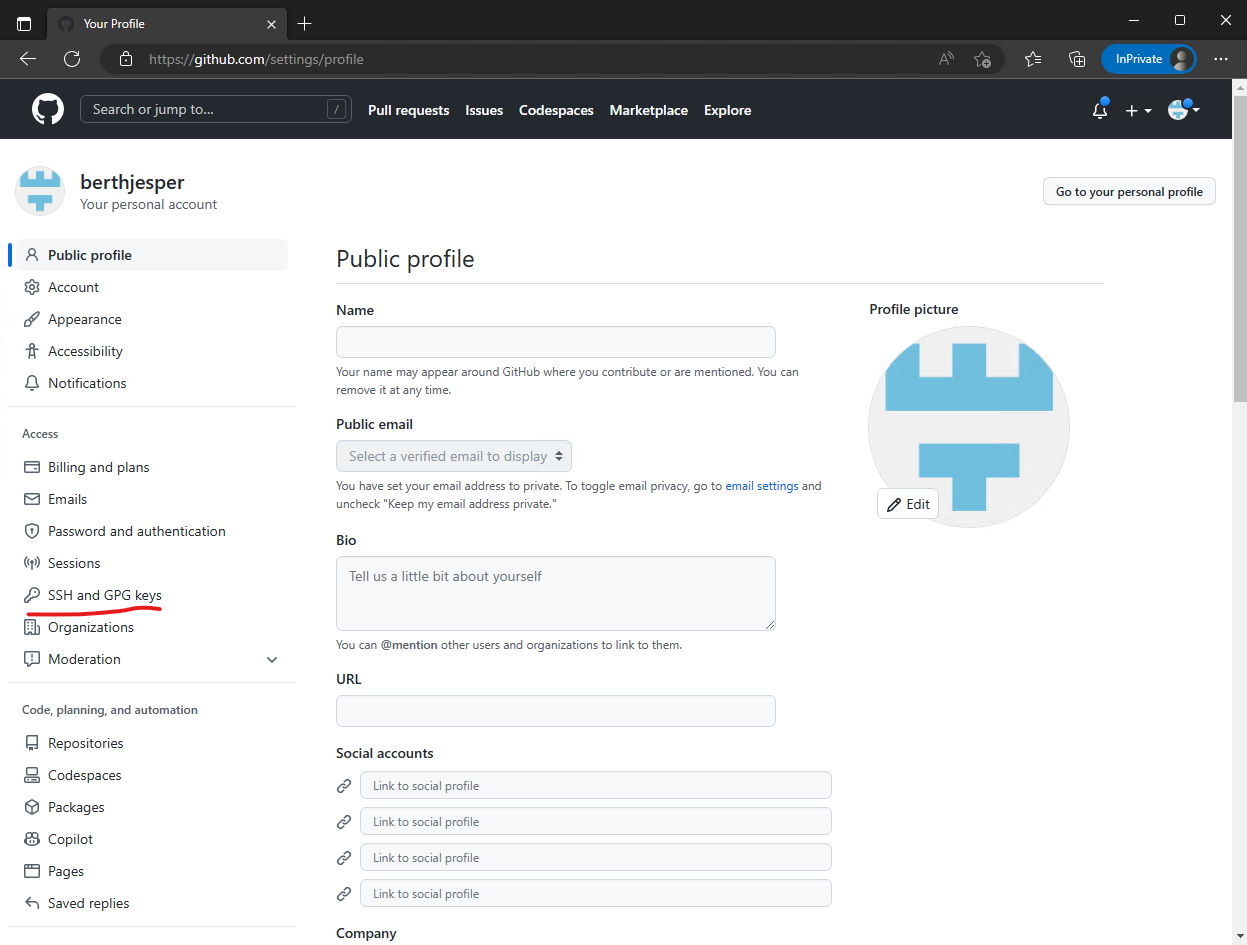 Your Profile
https://github.com/settings/profile
InPrivate
Search or jump to...
/
Pull requests
Issues
Codespaces
Marketplace
Explore
berthjesper
Your personal account
Go to your personal profile
Public profile
Account
Appearance
Accessibility
Notifications
Access
Billing and plans
Emails
Password and authentication
Sessions
SSH and GPG keys
Organizations
Moderation
Code, planning, and automation
Repositories
Codespaces
Packages
Copilot
Pages
Saved replies
Public profile
Name
Your name may appear around GitHub where you contribute or are mentioned. You can
remove it at any time.
Public email
Select a verified email to display
You have set your email address to private. To toggle email privacy, go to email settings and
uncheck "Keep my email address private."
Bio
Tell us a little bit about yourself
You can @mention other users and organizations to link to them.
URL
Social accounts
Link to social profile
Link to social profile
Link to social profile
Link to social profile
Company
Profile picture
Edit